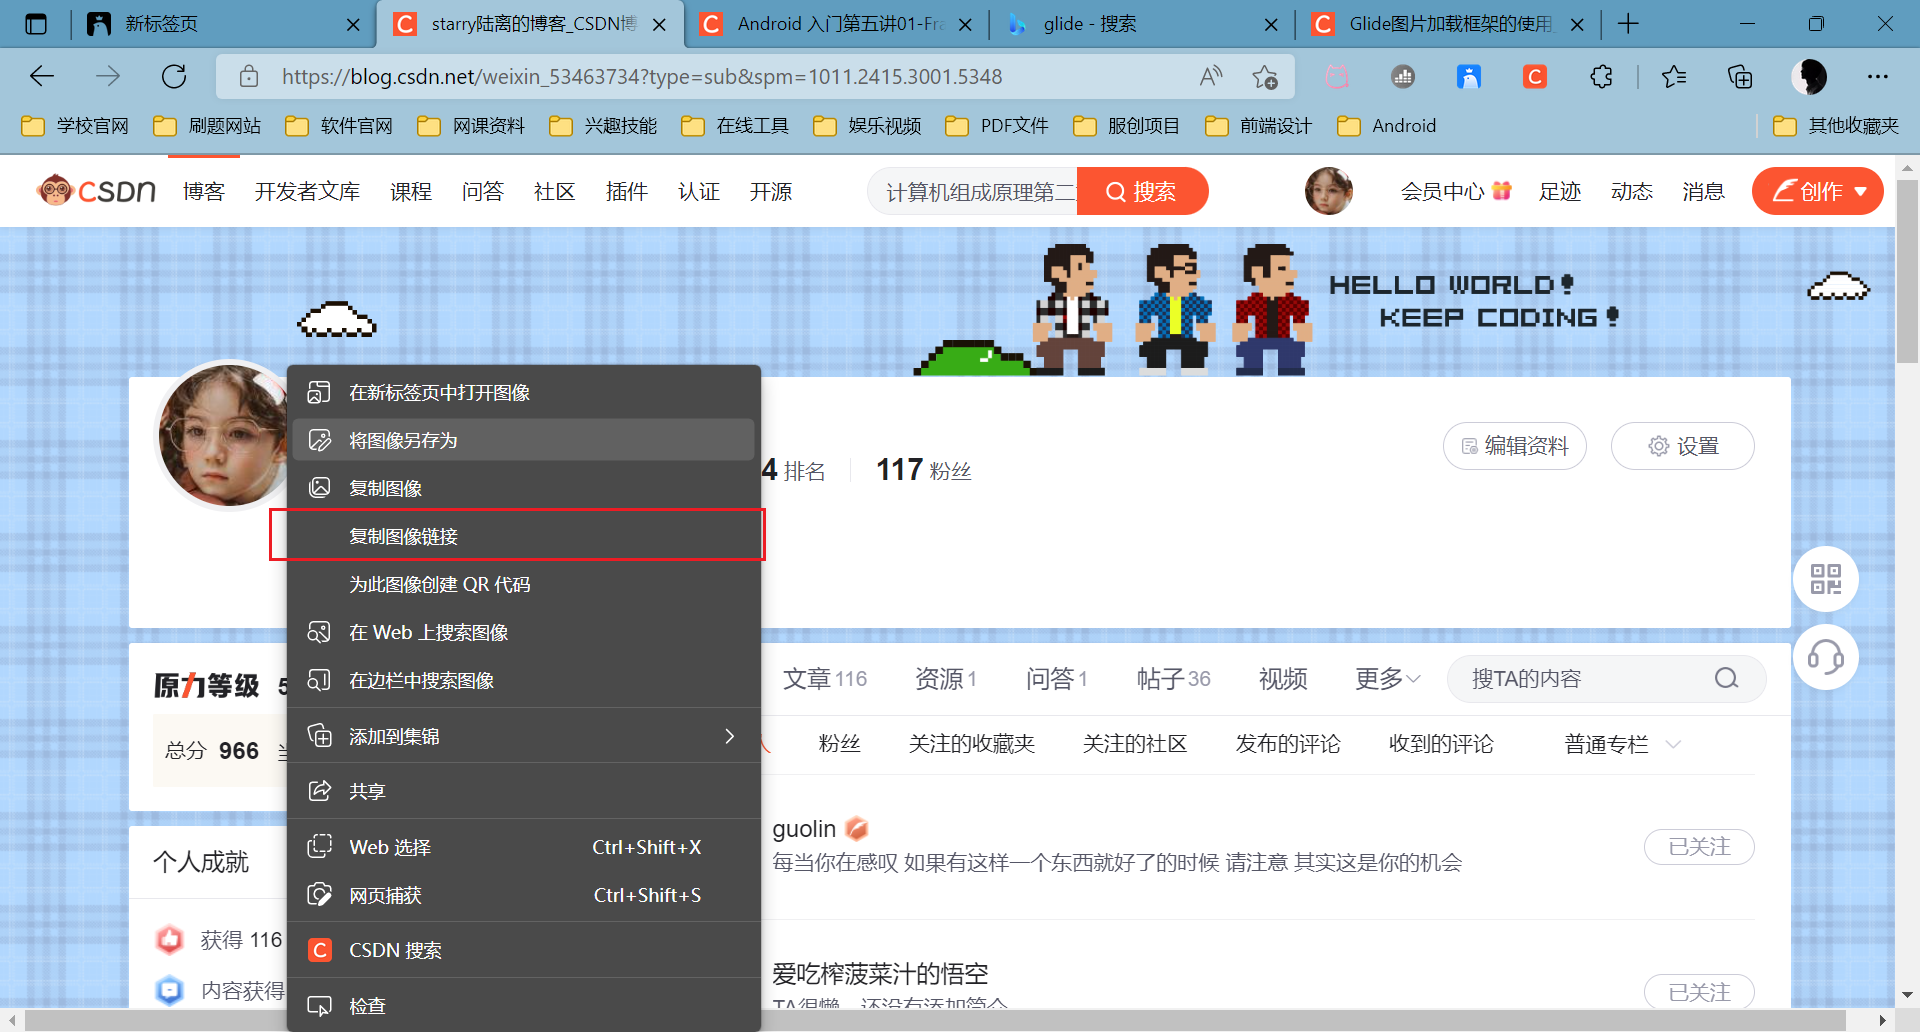 新标签页
starry陆离的博客_CSDN博
Android 入门第五讲01-Fra
glide - 搜索
Glide图片加载框架的使用_
https://blog.csdn.net/weixin_53463734?type=sub&spm=1011.2415.3001.5348
学校官网 刷题网站 软件官网 网课资料 兴趣技能 在线工具 娱乐视频 PDF文件 服创项目 前端设计 Android 其他收藏夹
CSDN 博客 开发者文库 课程 问答 社区 插件 认证 开源 计算机组成原理第二 搜索 会员中心 足迹 动态 消息 创作
HELLO WORLD!
KEEP CODING!
4 排名 117 粉丝
编辑资料 设置
在新标签页中打开图像
将图像另存为
复制图像
复制图像链接
为此图像创建 QR 代码
在 Web 上搜索图像
在边栏中搜索图像
添加到集锦
共享
Web 选择 Ctrl+Shift+X
网页捕获 Ctrl+Shift+S
CSDN 搜索
检查
原力等级 5
总分 966
个人成就
获得 116
内容获得
文章 116 资源 1 问答 1 帖子 36 视频 更多 搜TA的内容
粉丝 关注的收藏夹 关注的社区 发布的评论 收到的评论 普通专栏
guolin
每当你在感叹 如果有这样一个东西就好了的时候 请注意 其实这是你的机会
已关注
爱吃榨菠菜汁的悟空
TA很懒，还没有添加简介
已关注